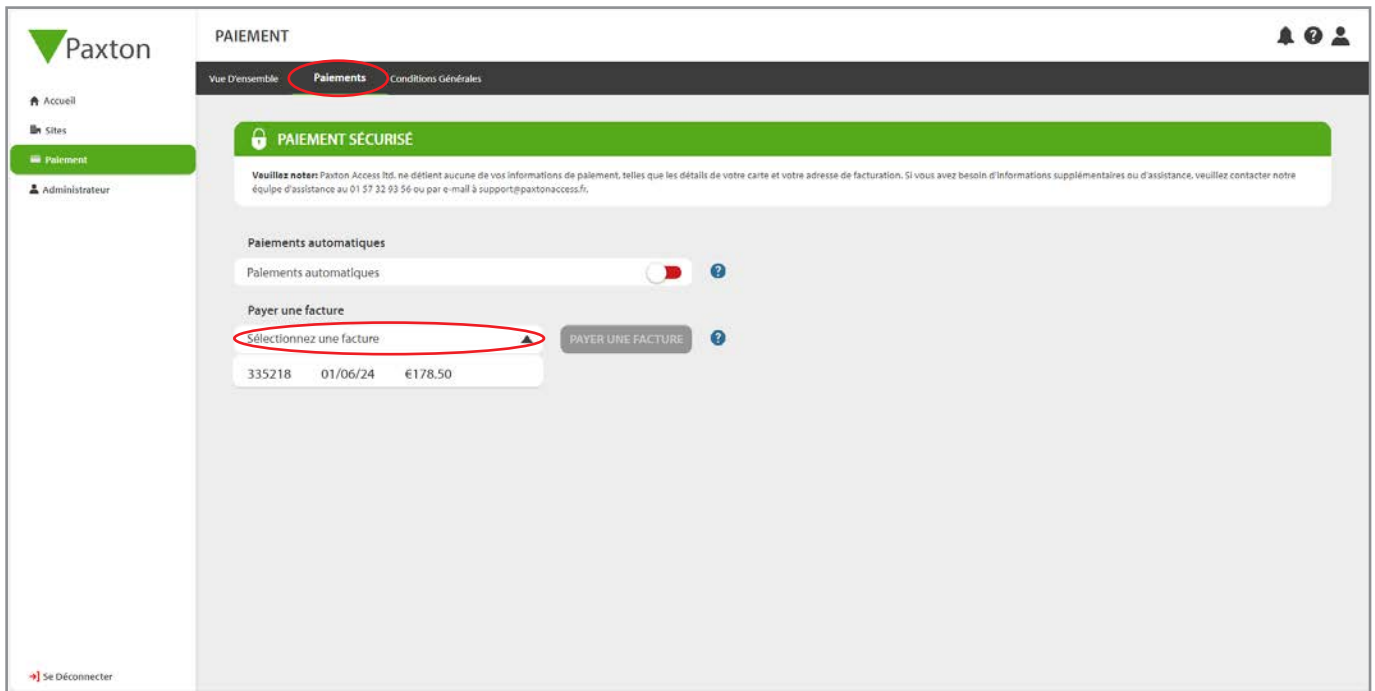 Paxton
PAIEMENT
Vue D'ensemble Paiements Conditions Générales
Accueil
Sites
Paiement
Administrateur
PAIEMENT SÉCURISÉ
Veuillez noter: Paxton Access ltd. ne détient aucune de vos informations de paiement, telles que les détails de votre carte et votre adresse de facturation. Si vous avez besoin d'informations supplémentaires ou d'assistance, veuillez contacter notre
équipe d'assistance au 01 57 32 93 56 ou par e-mail à support@paxtonaccess.fr.
Paiements automatiques
Paiements automatiques
Payer une facture
Sélectionnez une facture
PAYER UNE FACTURE
335218 01/06/24 €178.50
Se Déconnecter